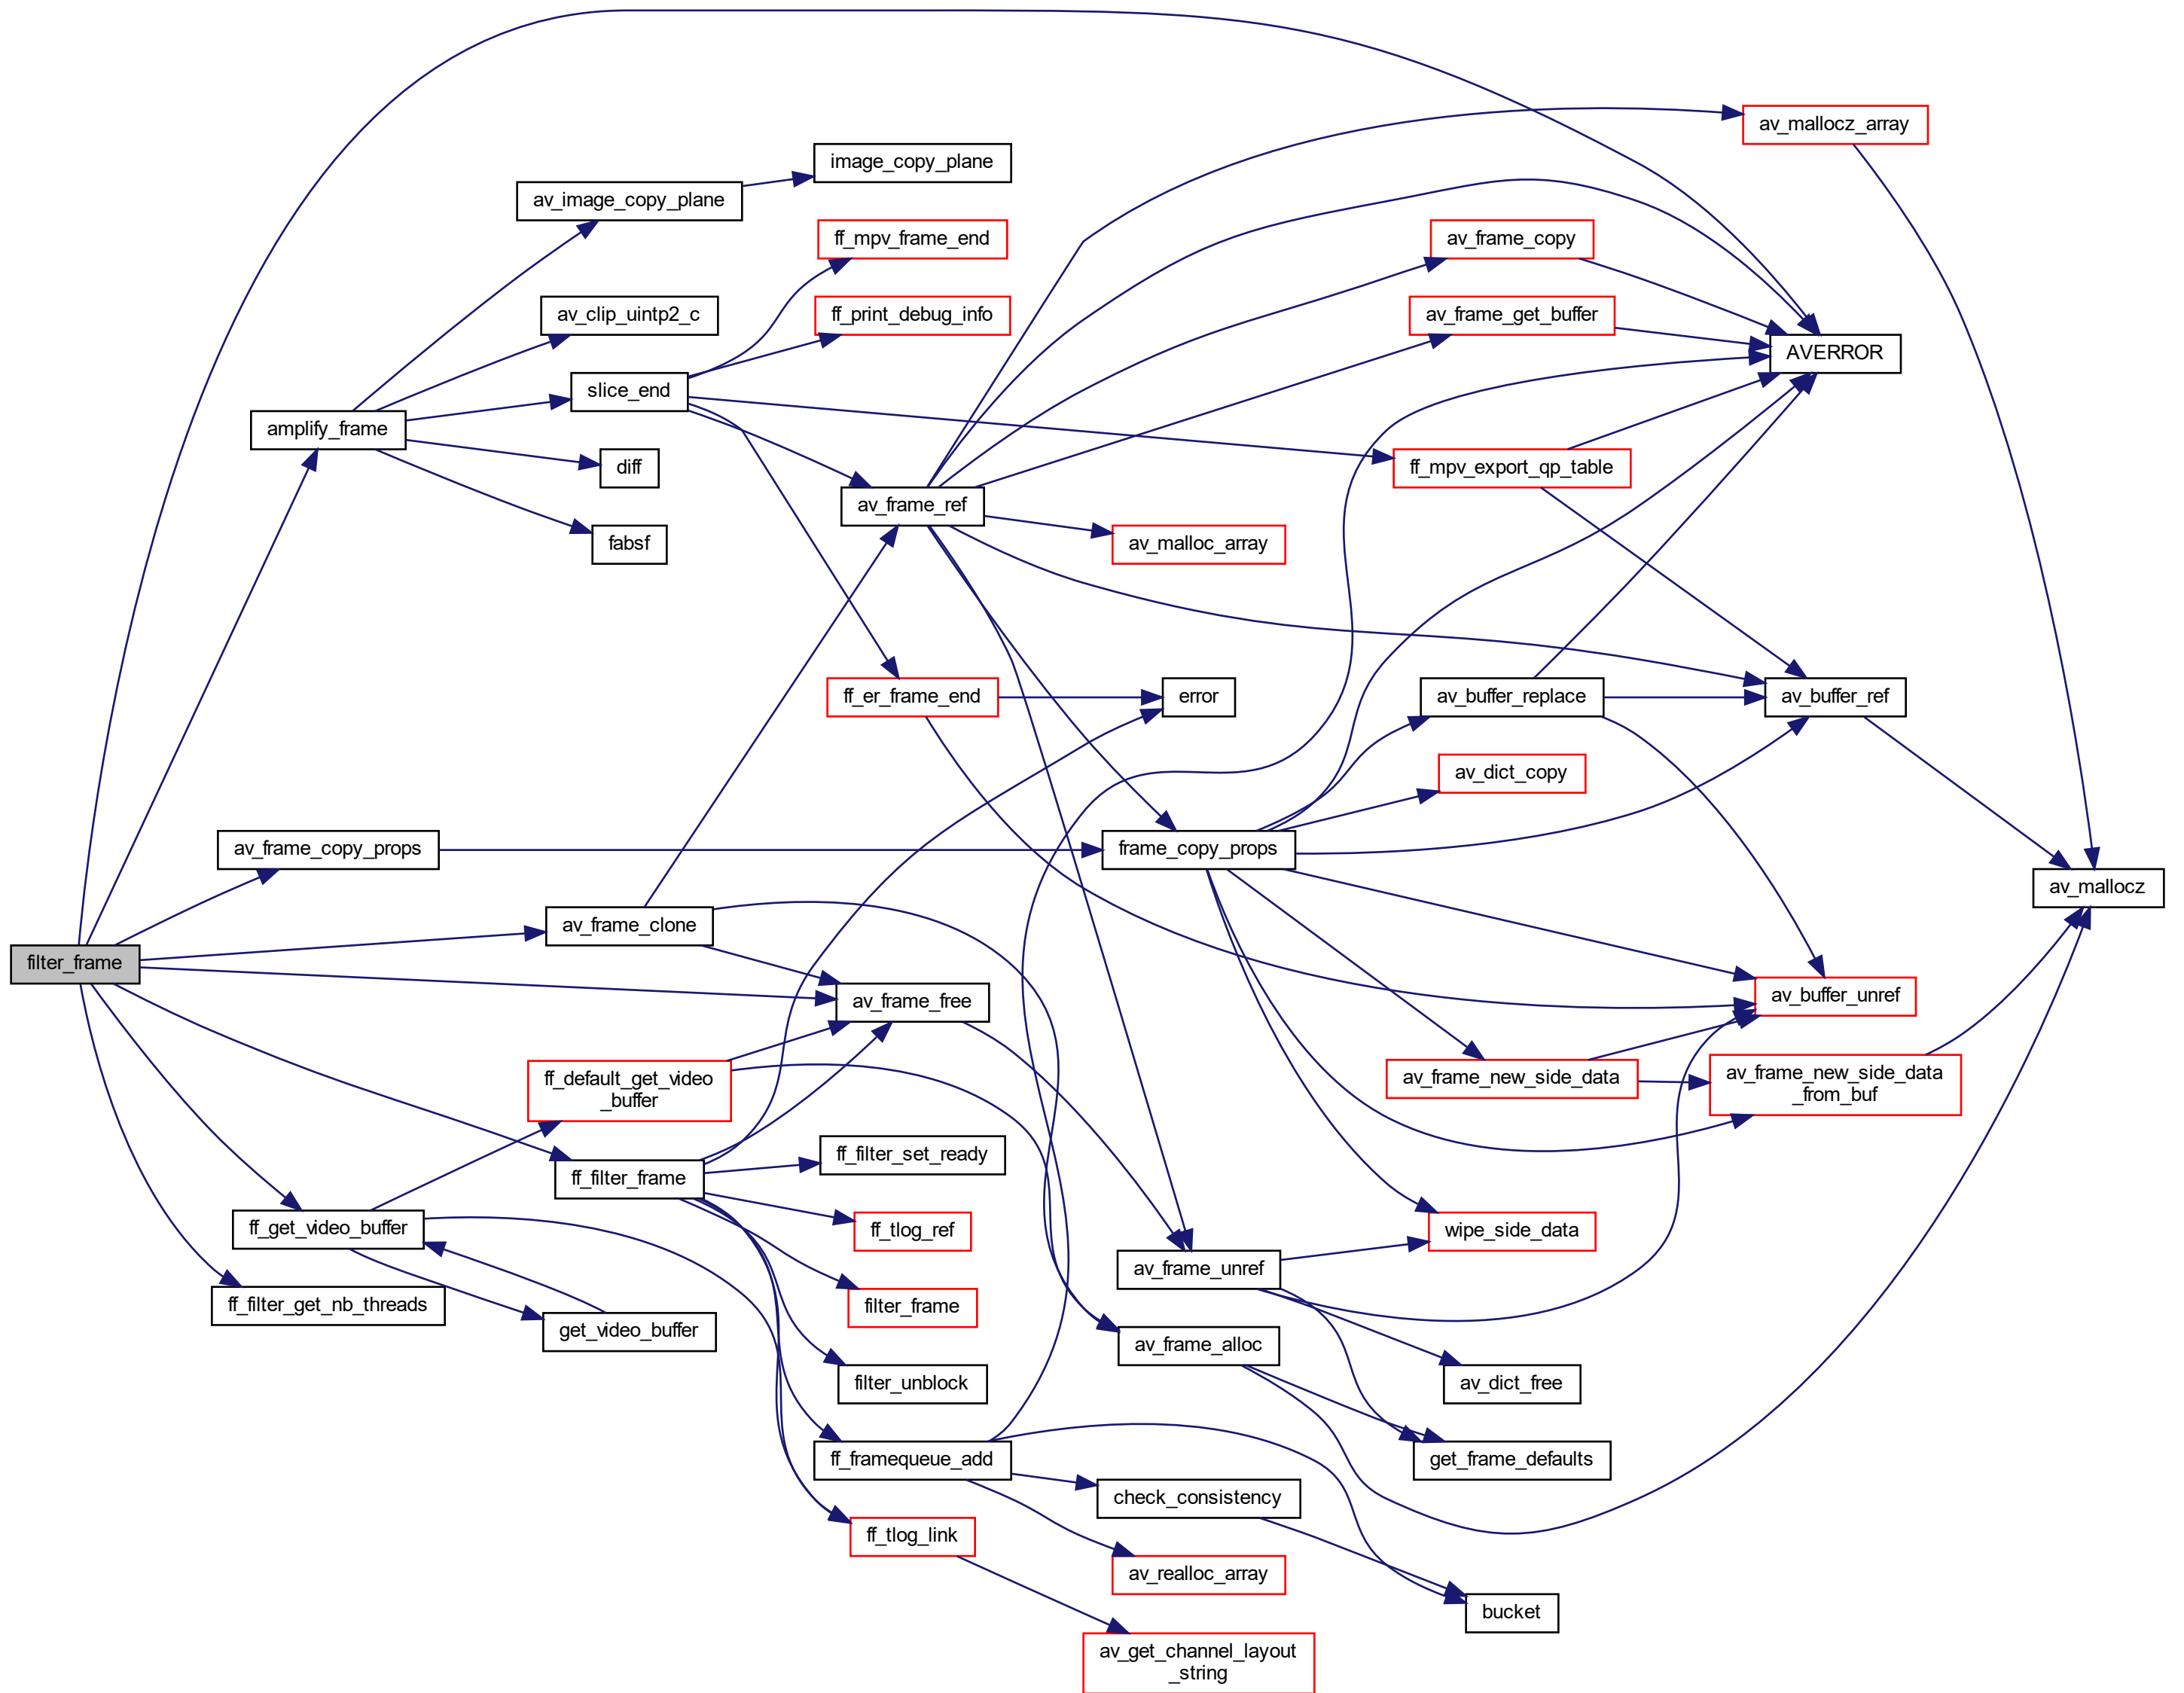 av_mallocz_array
image_copy_plane
av_image_copy_plane
ff_mpv_frame_end
av_frame_copy
av_clip_uintp2_c
ff_print_debug_info
av_frame_get_buffer
AVERROR
slice_end
amplify_frame
diff
ff_mpv_export_qp_table
av_frame_ref
fabsf
av_malloc_array
ff_er_frame_end
error
av_buffer_replace
av_buffer_ref
av_dict_copy
av_frame_copy_props
frame_copy_props
av_mallocz
av_frame_clone
filter_frame
av_frame_free
av_buffer_unref
ff_default_get_video
_buffer
av_frame_new_side_data
av_frame_new_side_data
_from_buf
ff_filter_set_ready
ff_filter_frame
ff_get_video_buffer
ff_tlog_ref
wipe_side_data
av_frame_unref
ff_filter_get_nb_threads
filter_frame
get_video_buffer
av_frame_alloc
filter_unblock
av_dict_free
ff_framequeue_add
get_frame_defaults
check_consistency
ff_tlog_link
av_realloc_array
bucket
av_get_channel_layout
_string